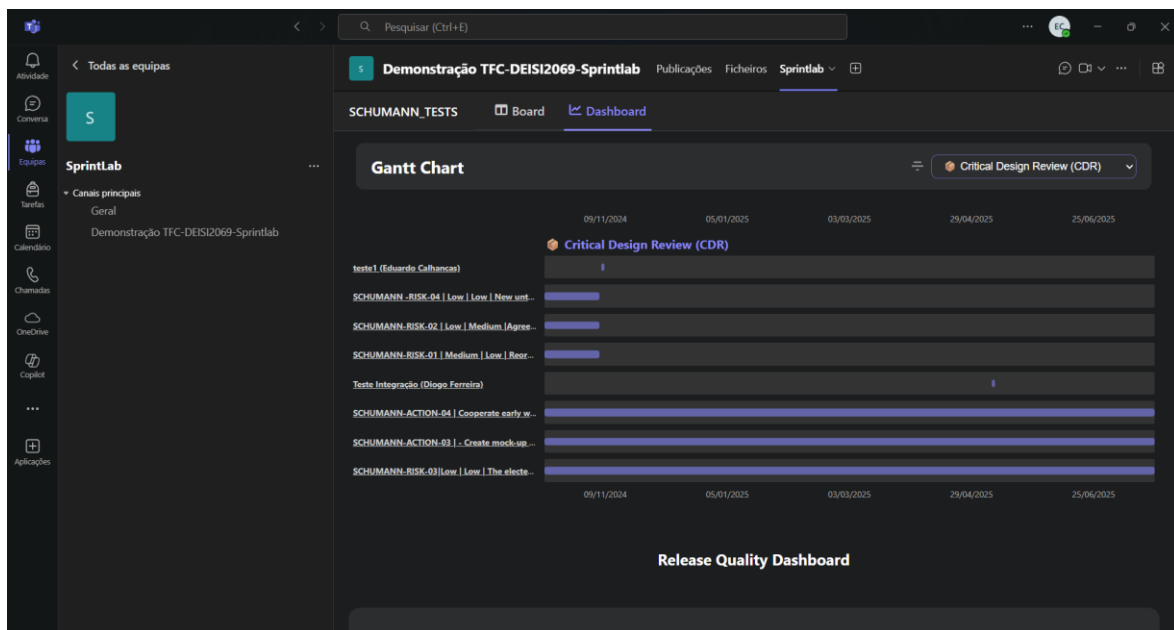 Pesquisar (Ctrl+E)
EC
Atividade
Conversa
Equipas
Tarefas
Calendário
Chamadas
OneDrive
Copilot
Aplicações
Todas as equipas
S
SprintLab
Canais principais
Geral
Demonstração TFC-DEISI2069-Sprintlab
S Demonstração TFC-DEISI2069-Sprintlab Publicações Ficheiros Sprintlab
SCHUMANN_TESTS Board Dashboard
Gantt Chart Critical Design Review (CDR)
09/11/2024 05/01/2025 03/03/2025 29/04/2025 25/06/2025
Critical Design Review (CDR)
teste1 (Eduardo Calhancas)
SCHUMANN -RISK-04 | Low | Low | New unt...
SCHUMANN-RISK-02 | Low | Medium |Agree...
SCHUMANN-RISK-01 | Medium | Low | Reor...
Teste Integração (Diogo Ferreira)
SCHUMANN-ACTION-04 | Cooperate early w...
SCHUMANN-ACTION-03 | - Create mock-up ...
SCHUMANN-RISK-03|Low | Low | The electe...
09/11/2024 05/01/2025 03/03/2025 29/04/2025 25/06/2025
Release Quality Dashboard